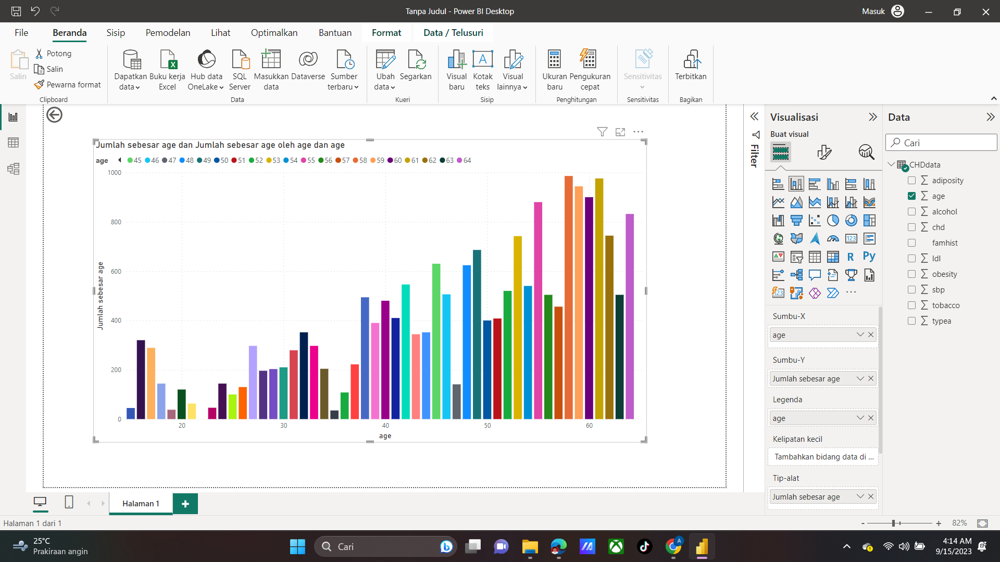 Tanpa Judul - Power BI Desktop
Masuk
File
Beranda
Sisip
Pemodelan
Lihat
Optimalkan
Bantuan
Format
Data / Telusuri
Salin
Potong
Salin
Pewarna format
Clipboard
Dapatkan data
Buku kerja Excel
Hub data OneLake
SQL Server
Masukkan data
Dataverse
Sumber terbaru
Data
Ubah data
Segarkan
Kueri
Visual baru
Kotak teks
Visual lainnya
Sisip
Ukuran baru
Pengukuran cepat
Penghitungan
Sensitivitas
Sensitivitas
Terbitkan
Bagikan
Jumlah sebesar age dan Jumlah sebesar age oleh age dan age
age 45 46 47 48 49 50 51 52 53 54 55 56 57 58 59 60 61 62 63 64
1000
800
600
400
200
0
Jumlah sebesar age
20 30 40 50 60
age
Filter
Visualisasi
Buat visual
123
R
Py
123
Sumbu-X
age
Sumbu-Y
Jumlah sebesar age
Legenda
age
Kelipatan kecil
Tambahkan bidang data di ...
Tip-alat
Jumlah sebesar age
Data
Cari
CHDdata
adiposity
age
alcohol
chd
famhist
ldl
obesity
sbp
tobacco
typea
Halaman 1
Halaman 1 dari 1
- + 82%
25°C
Prakiraan angin
Cari
A
4:14 AM
9/15/2023